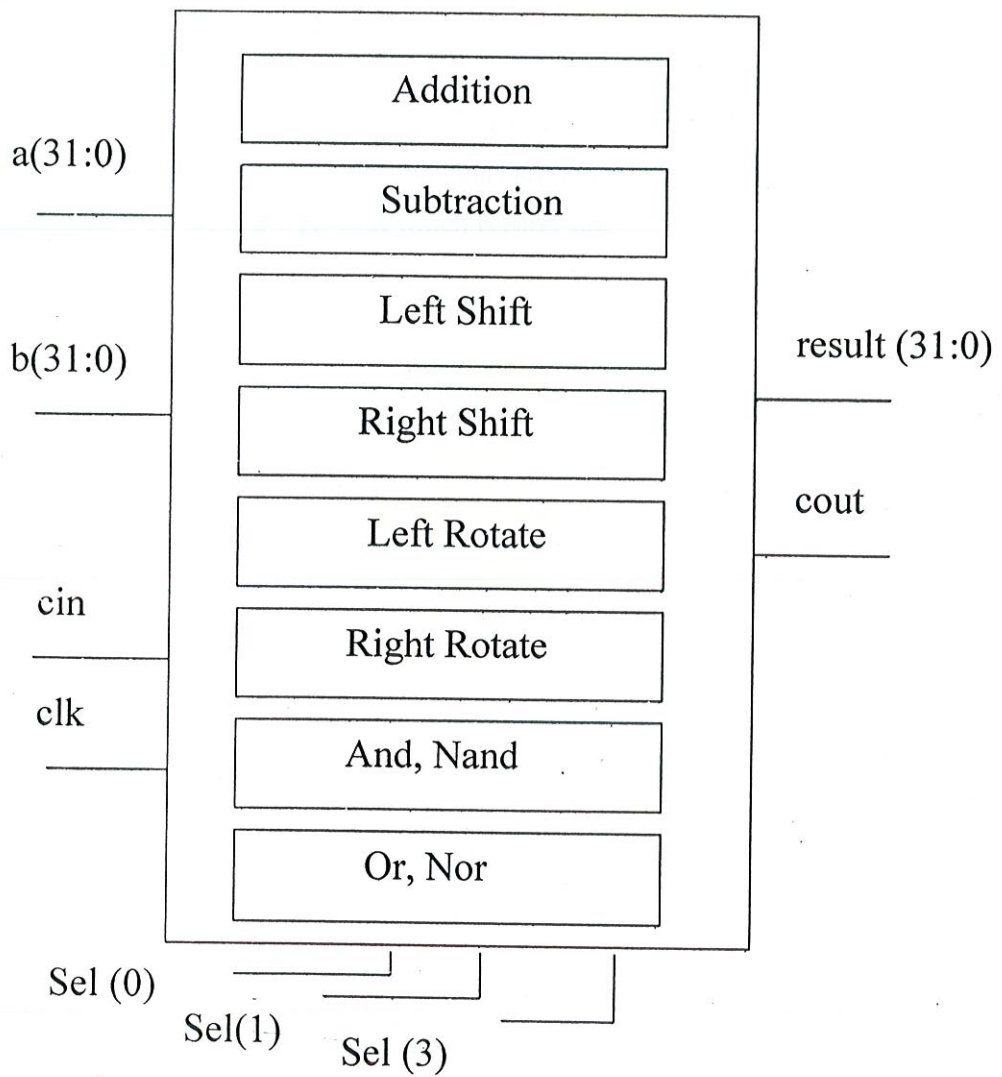 Addition
a(31:0)
Subtraction
Left Shift
b(31:0)
result (31:0)
Right Shift
cout
Left Rotate
cin
Right Rotate
clk
And, Nand
Or, Nor
Sel (0)
Sel(1)
Sel (3)